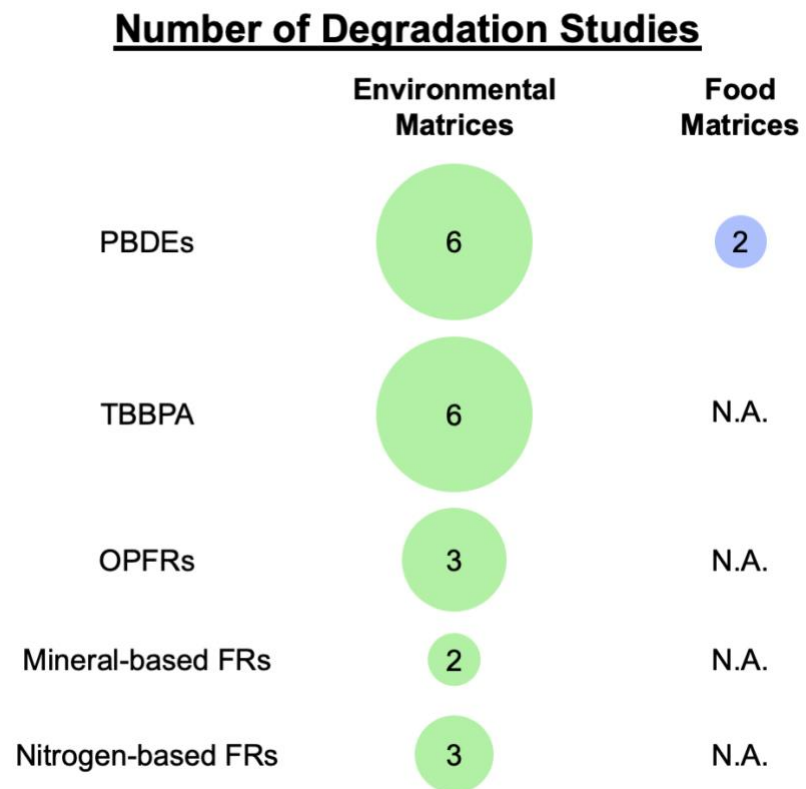 Number of Degradation Studies
Environmental Matrices
Food Matrices
PBDEs 6 2
TBBPA 6 N.A.
OPFRs 3 N.A.
Mineral-based FRs 2 N.A.
Nitrogen-based FRs 3 N.A.